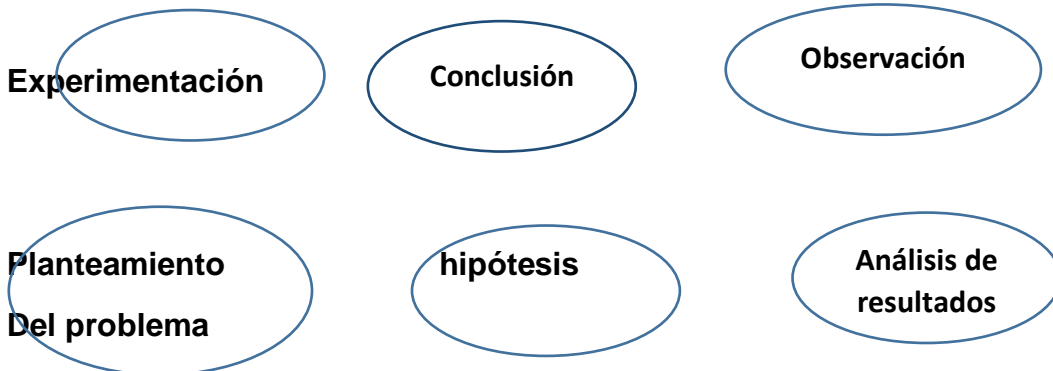 Experimentación
Conclusión
Observación
Planteamiento
Del problema
hipótesis
Análisis de
resultados